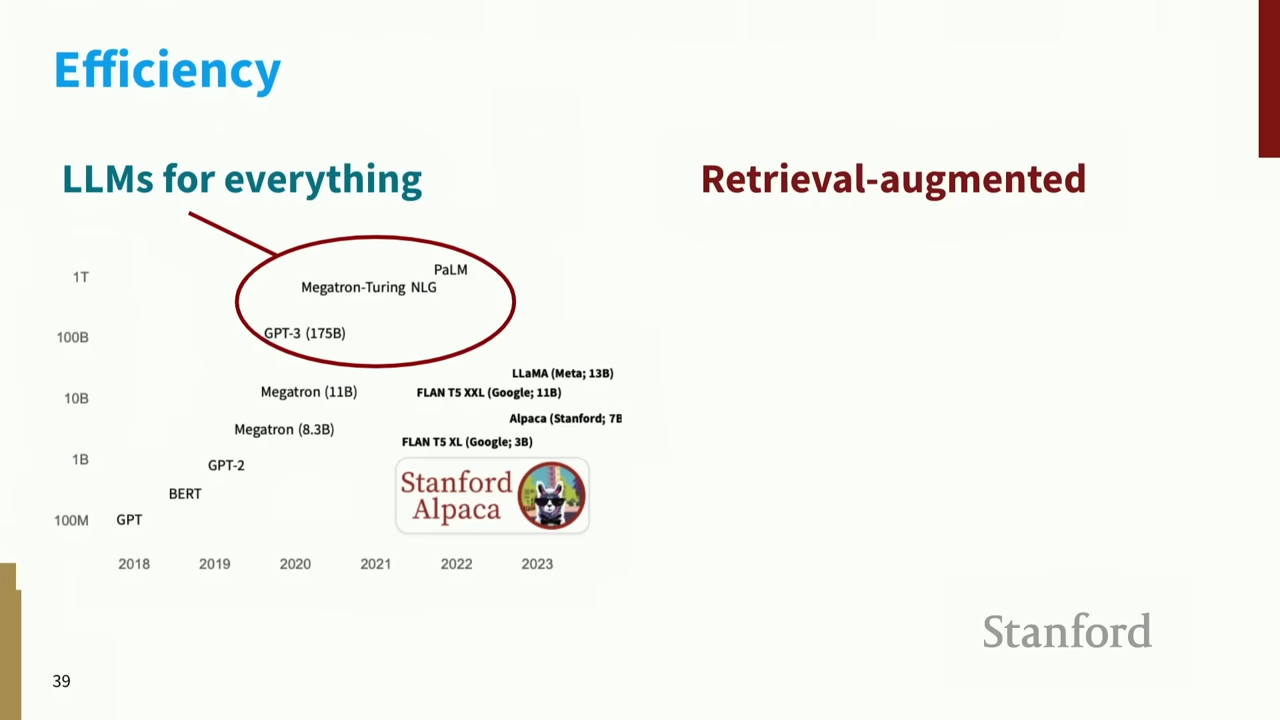 Efficiency
LLMs for everything
Retrieval-augmented
1T
PaLM
Megatron-Turing NLG
100B
GPT-3 (175B)
LLaMA (Meta; 13B)
10B
Megatron (11B)
FLAN T5 XXL (Google; 11B)
Alpaca (Stanford; 7B
Megatron (8.3B)
FLAN T5 XL (Google; 3B)
1B
GPT-2
BERT
Stanford
Alpaca
100M
GPT
2018 2019 2020 2021 2022 2023
Stanford
39